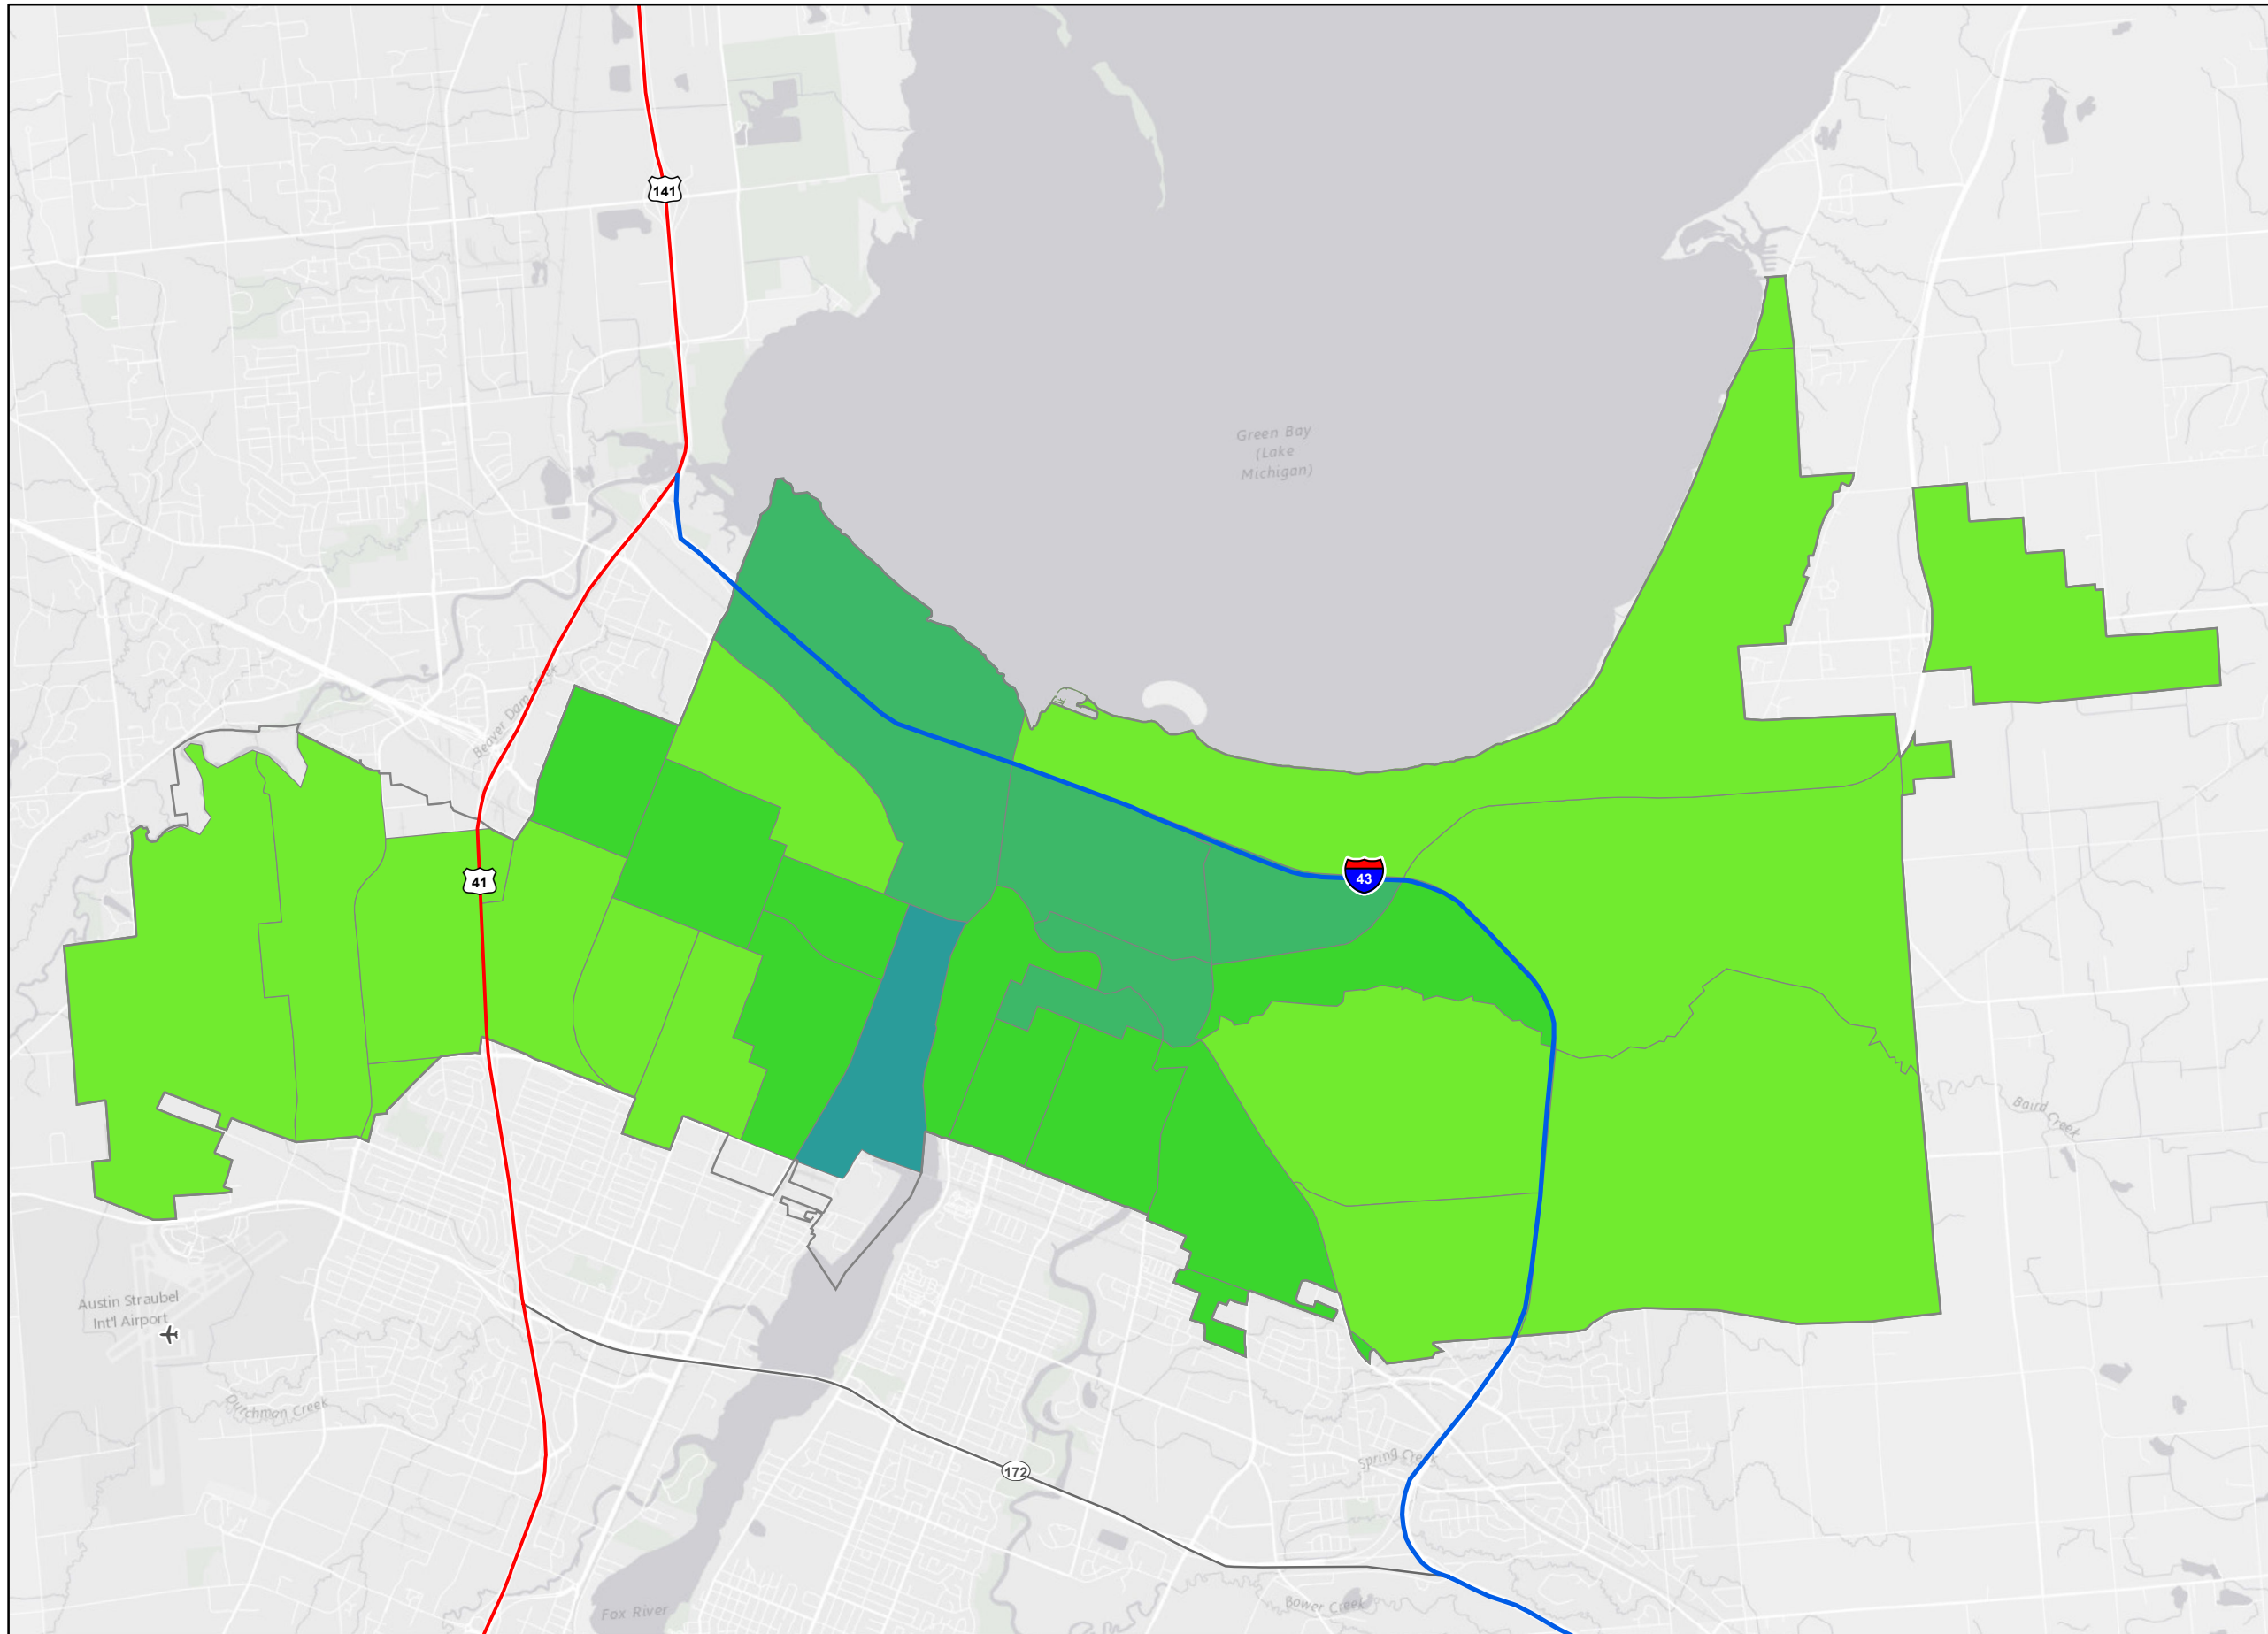 141
Green Bay
(Lake
Michigan)
Beaver Dam Creek
41
43
Baird
Creek
Austin Straubel
Int'l Airport
Dutchman Creek
172
Spring Creek
Fox River
Bower Creek